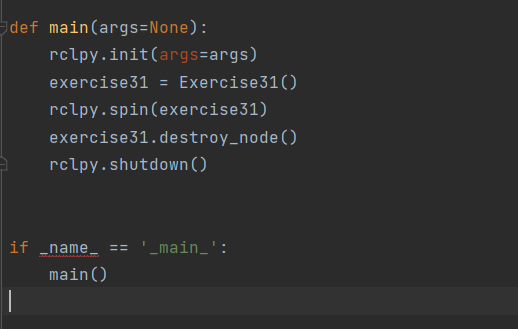 def main(args=None):
    rclpy.init(args=args)
    exercise31 = Exercise31()
    rclpy.spin(exercise31)
    exercise31.destroy_node()
    rclpy.shutdown()
if _name_ == '_main_':
    main()